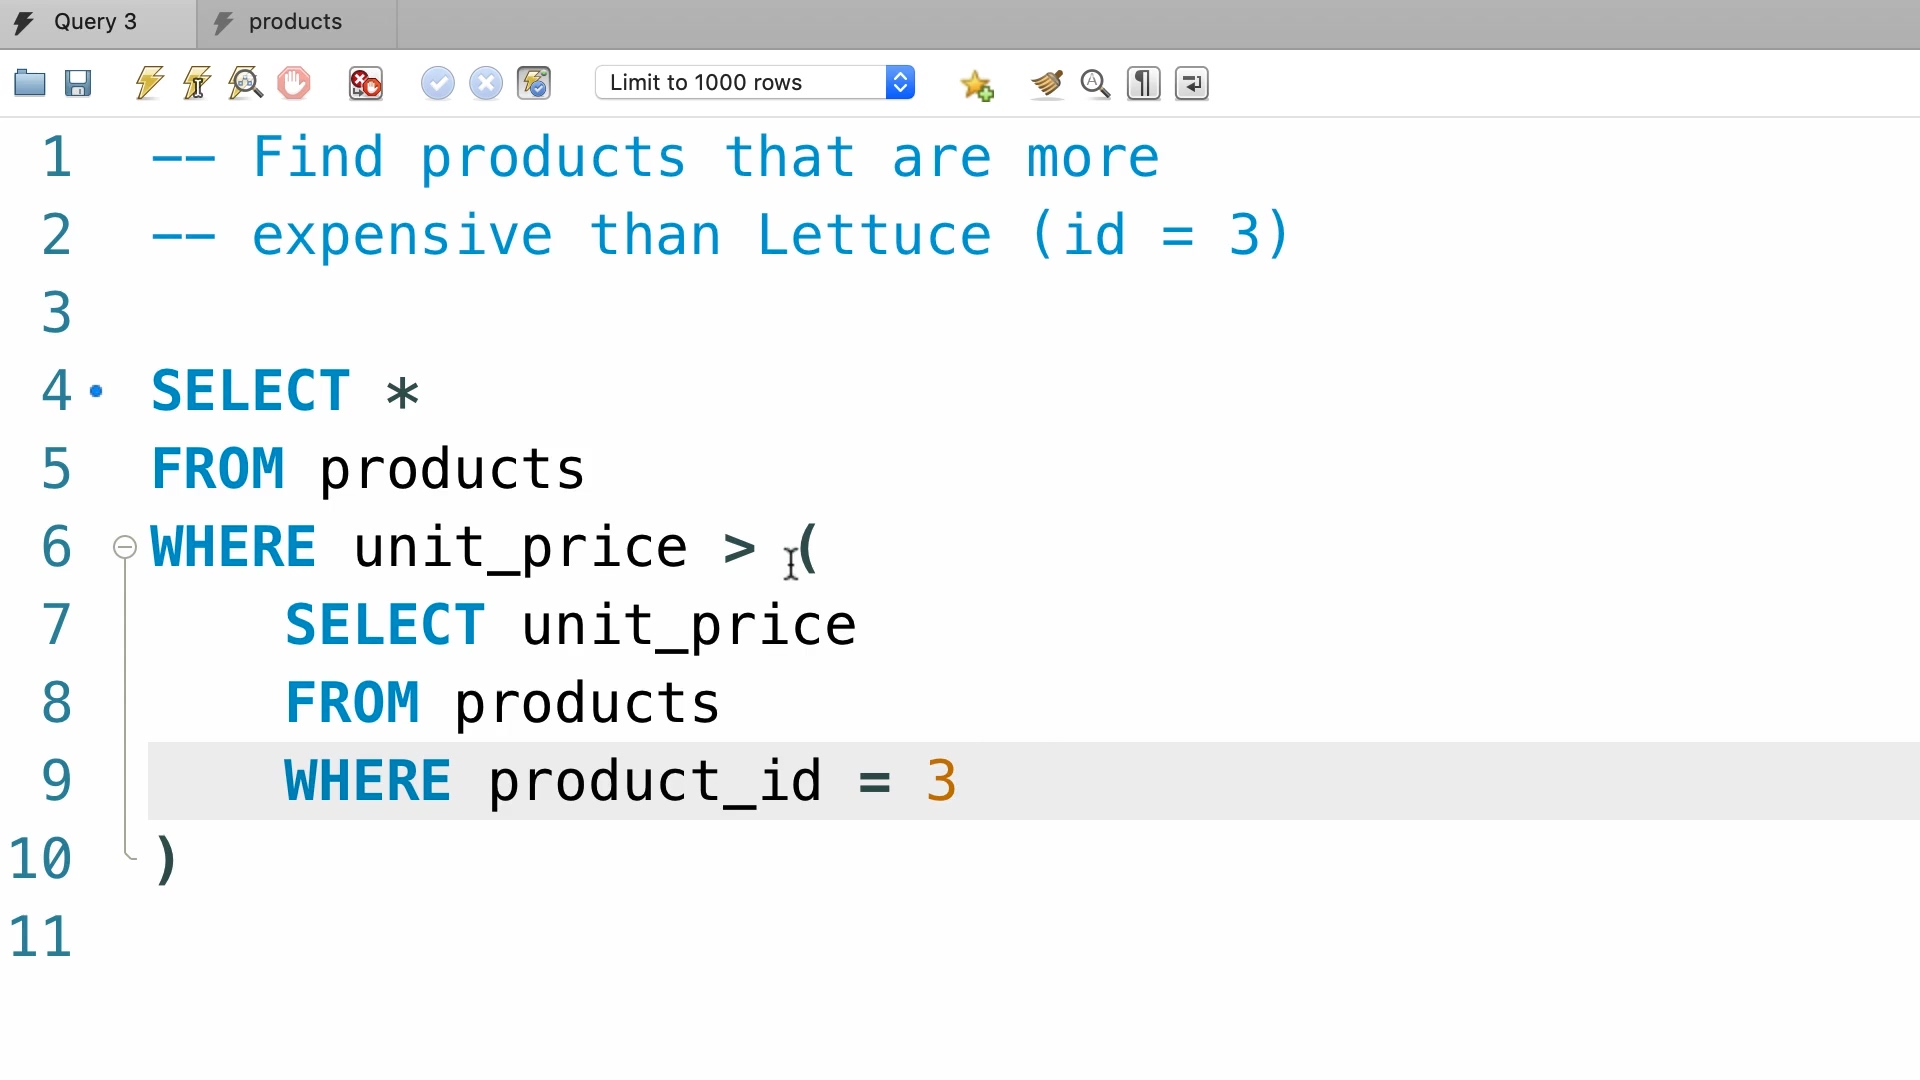 Query 3
products
Limit to 1000 rows
1 -- Find products that are more
2 -- expensive than Lettuce (id = 3)
3
4 SELECT *
5 FROM products
6 WHERE unit_price > (
7 SELECT unit_price
8 FROM products
9 WHERE product_id = 3
10 )
11